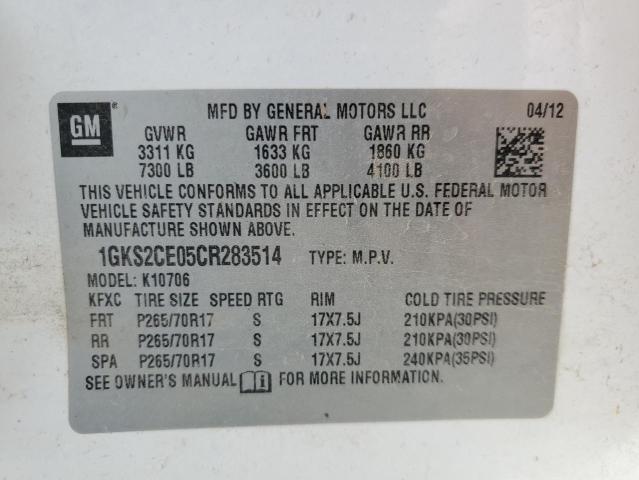 GM ® MFD BY GENERAL MOTORS LLC 04/12
GVWR GAWR FRT GAWR RR
3311 KG 1633 KG 1860 KG
7300 LB 3600 LB 4100 LB
THIS VEHICLE CONFORMS TO ALL APPLICABLE U.S. FEDERAL MOTOR
VEHICLE SAFETY STANDARDS IN EFFECT ON THE DATE OF
MANUFACTURE SHOWN ABOVE.
1GKS2CE05CR283514 TYPE: M.P.V.
MODEL: K10706
KFXC TIRE SIZE SPEED RTG RIM COLD TIRE PRESSURE
FRT P265/70R17 S 17X7.5J 210KPA(30PSI)
RR P265/70R17 S 17X7.5J 210KPA(30PSI)
SPA P265/70R17 S 17X7.5J 240KPA(35PSI)
SEE OWNER'S MANUAL FOR MORE INFORMATION.